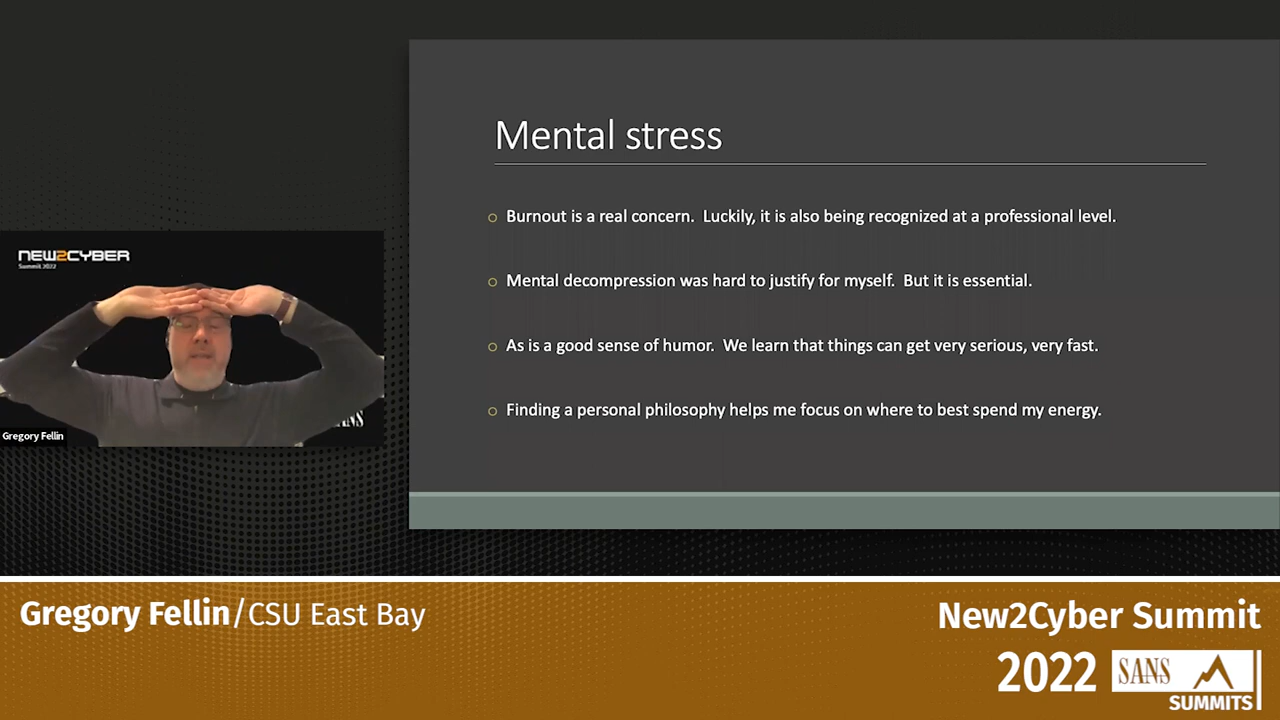 Mental stress
Burnout is a real concern.  Luckily, it is also being recognized at a professional level.
Mental decompression was hard to justify for myself.  But it is essential.
As is a good sense of humor.  We learn that things can get very serious, very fast.
Finding a personal philosophy helps me focus on where to best spend my energy.
NEW2CYBER
Summit 2022
Gregory Fellin
Gregory Fellin/CSU East Bay
New2Cyber Summit
2022
SANS
SUMMITS